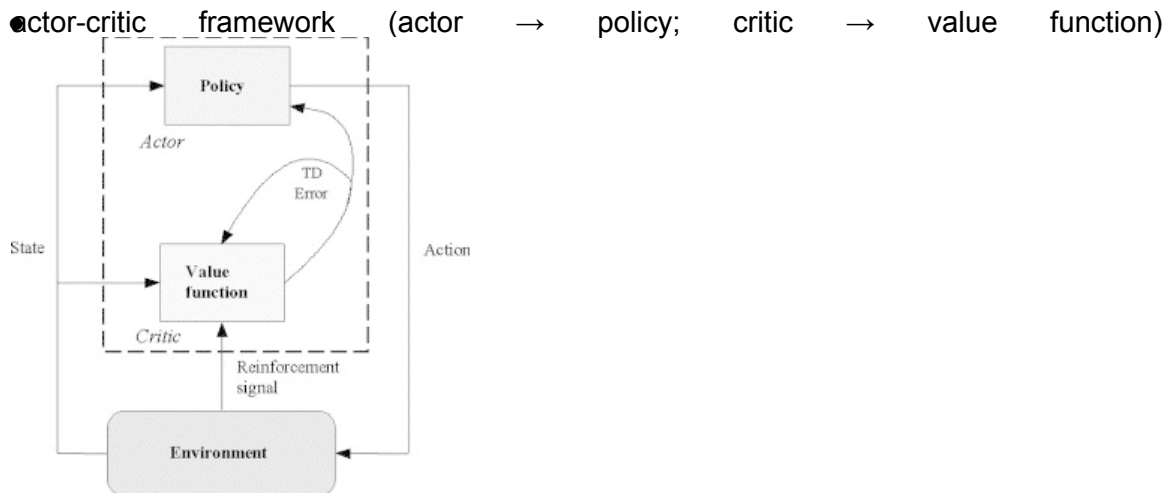 ● actor-critic framework (actor → policy; critic → value function)
Policy
Actor
TD
Error
State
Action
Value
function
Critic
Reinforcement
signal
Environment